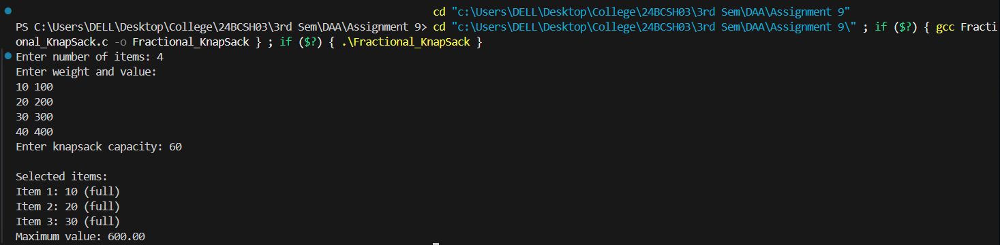 cd "c:\Users\DELL\Desktop\College\24BCSH03\3rd Sem\DAA\Assignment 9"
PS C:\Users\DELL\Desktop\College\24BCSH03\3rd Sem\DAA\Assignment 9> cd "c:\Users\DELL\Desktop\College\24BCSH03\3rd Sem\DAA\Assignment 9\" ; if ($?) { gcc Fracti
onal_KnapSack.c -o Fractional_KnapSack } ; if ($?) { .\Fractional_KnapSack }
Enter number of items: 4
Enter weight and value:
10 100
20 200
30 300
40 400
Enter knapsack capacity: 60
Selected items:
Item 1: 10 (full)
Item 2: 20 (full)
Item 3: 30 (full)
Maximum value: 600.00